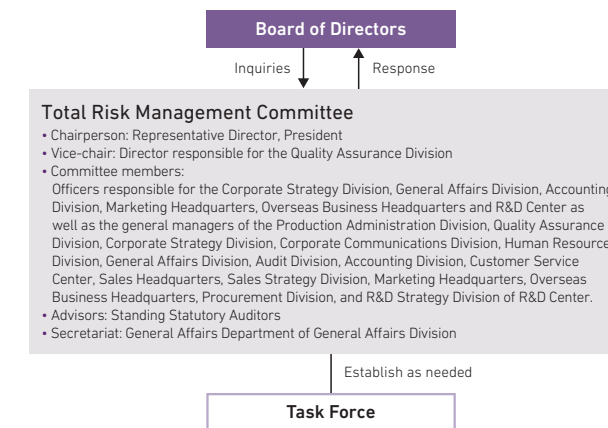 Board of Directors
Inquiries
Response
Total Risk Management Committee
• Chairperson: Representative Director, President
• Vice-chair: Director responsible for the Quality Assurance Division
• Committee members:
Officers responsible for the Corporate Strategy Division, General Affairs Division, Accounting
Division, Marketing Headquarters, Overseas Business Headquarters and R&D Center as
well as the general managers of the Production Administration Division, Quality Assurance
Division, Corporate Strategy Division, Corporate Communications Division, Human Resource
Division, General Affairs Division, Audit Division, Accounting Division, Customer Service
Center, Sales Headquarters, Sales Strategy Division, Marketing Headquarters, Overseas
Business Headquarters, Procurement Division, and R&D Strategy Division of R&D Center.
• Advisors: Standing Statutory Auditors
• Secretariat: General Affairs Department of General Affairs Division
Establish as needed
Task Force